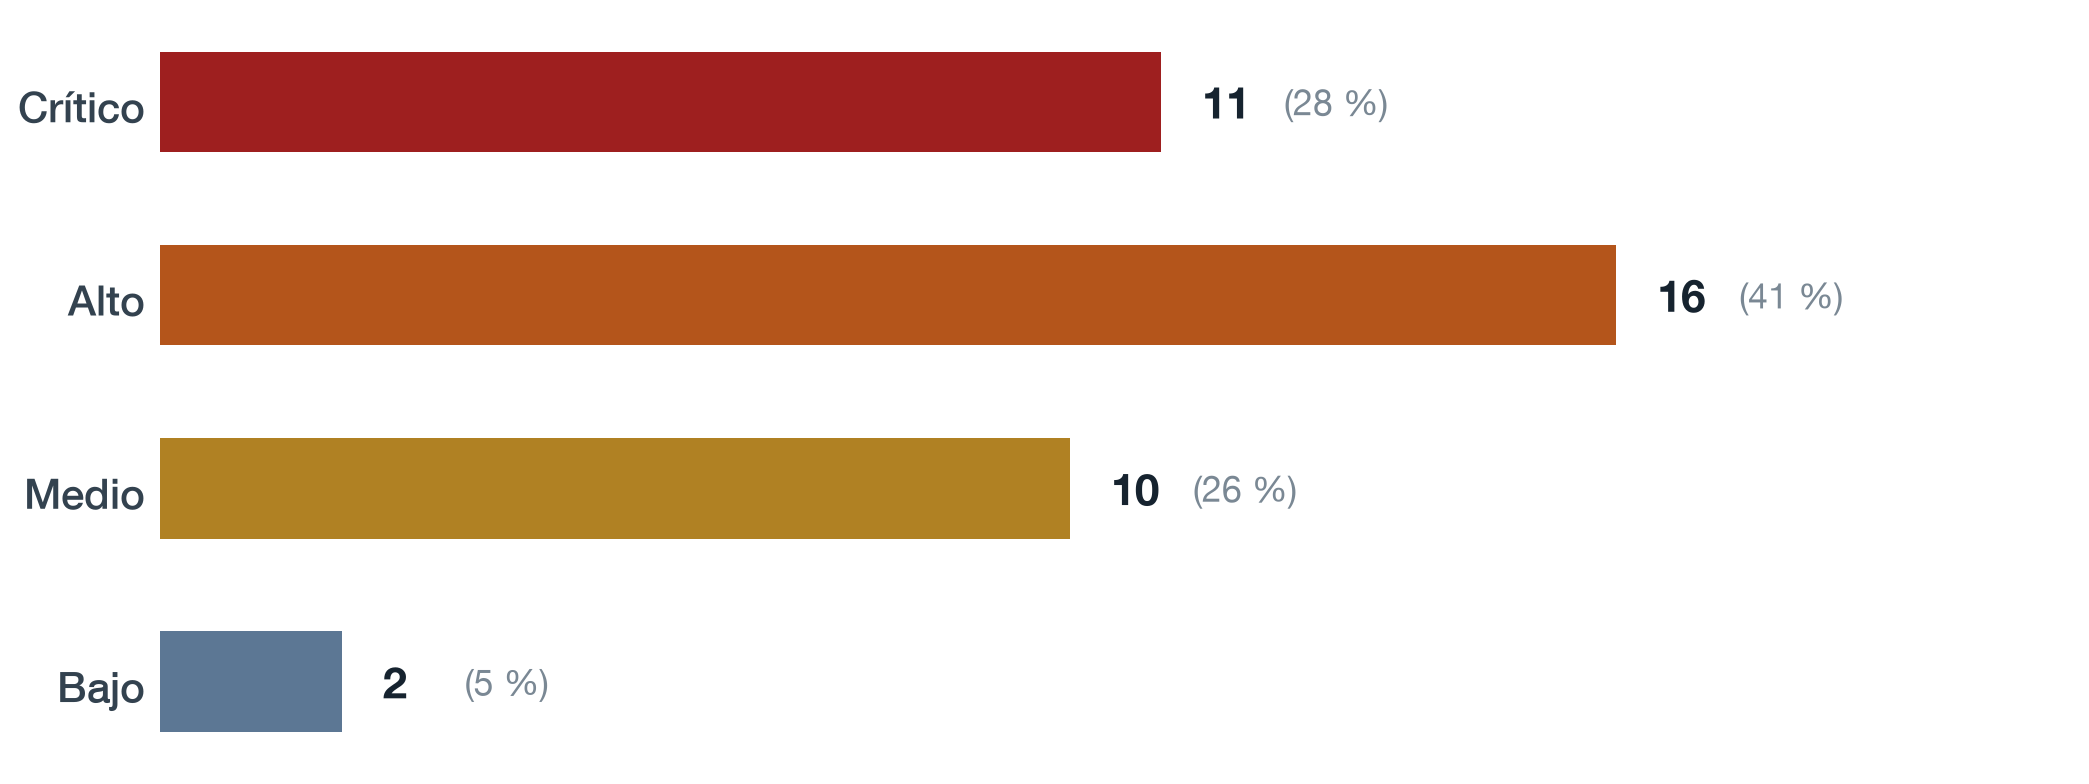 Crítico 11 (28 %)
Alto 16 (41 %)
Medio 10 (26 %)
Bajo 2 (5 %)